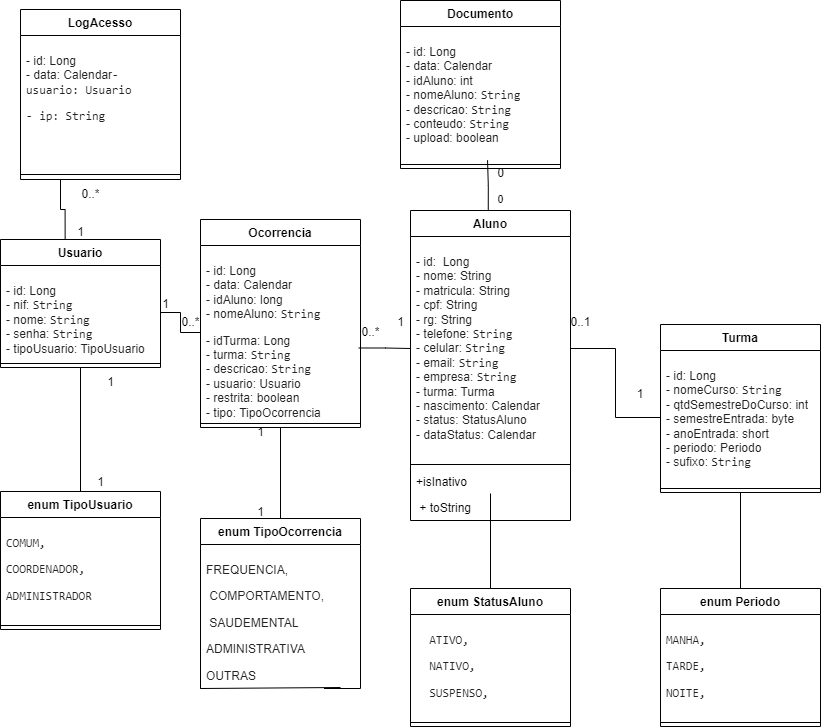 LogAcesso
- id: Long
- data: Calendar-
usuario: Usuario
- ip: String
0..*
1
Documento
- id: Long
- data: Calendar
- idAluno: int
- nomeAluno: String
- descricao: String
- conteudo: String
- upload: boolean
0
0
Usuario
- id: Long
- nif: String
- nome: String
- senha: String
- tipoUsuario: TipoUsuario
1
0..*
1
1
Ocorrencia
- id: Long
- data: Calendar
- idAluno: long
- nomeAluno: String
- idTurma: Long
- turma: String
- descricao: String
- usuario: Usuario
- restrita: boolean
- tipo: TipoOcorrencia
0..*
1
1
1
Aluno
- id:  Long
- nome: String
- matricula: String
- cpf: String
- rg: String
- telefone: String
- celular: String
- email: String
- empresa: String
- turma: Turma
- nascimento: Calendar
- status: StatusAluno
- dataStatus: Calendar
+isInativo
+ toString
0..1
1
Turma
- id: Long
- nomeCurso: String
- qtdSemestreDoCurso: int
- semestreEntrada: byte
- anoEntrada: short
- periodo: Periodo
- sufixo: String
enum TipoUsuario
COMUM,
COORDENADOR,
ADMINISTRADOR
enum TipoOcorrencia
FREQUENCIA,
COMPORTAMENTO,
SAUDEMENTAL
ADMINISTRATIVA
OUTRAS
enum StatusAluno
ATIVO,
NATIVO,
SUSPENSO,
enum Periodo
MANHA,
TARDE,
NOITE,